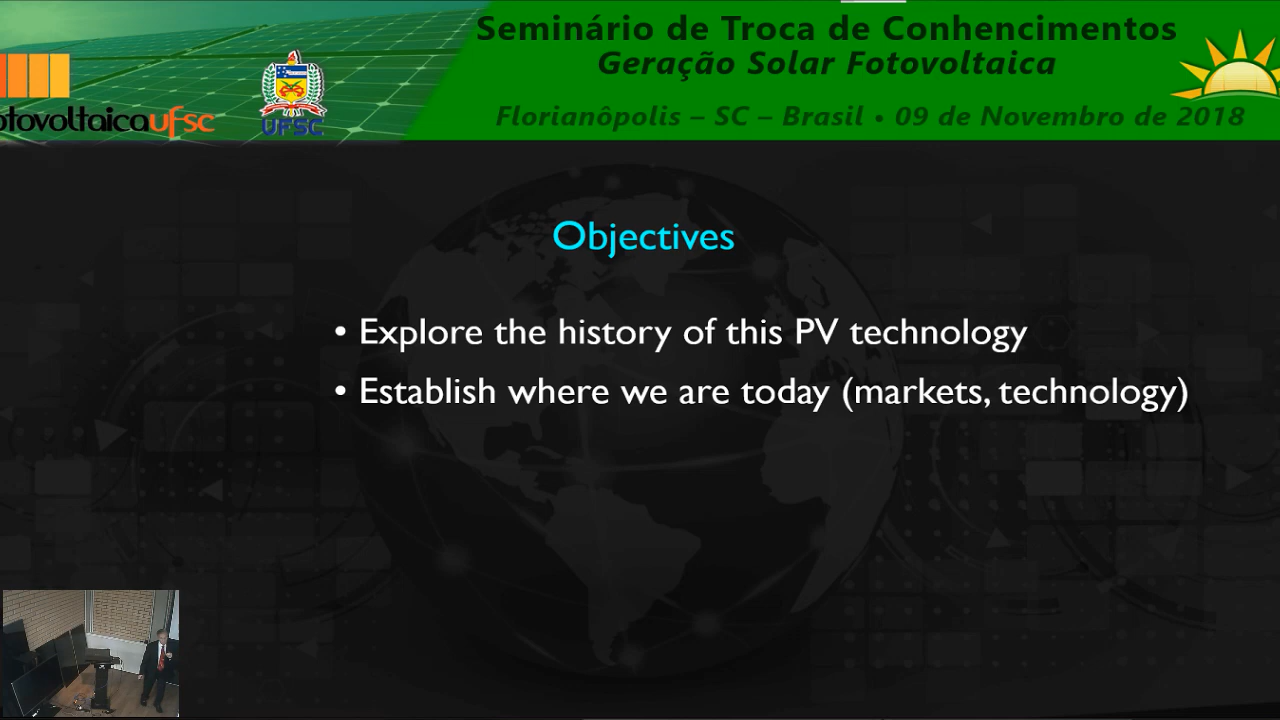 Seminário de Troca de Conhencimentos
Geração Solar Fotovoltaica
Florianôpolis – SC – Brasil • 09 de Novembro de 2018
otovoltaicaufsc
UFSC
Objectives
• Explore the history of this PV technology
• Establish where we are today (markets, technology)